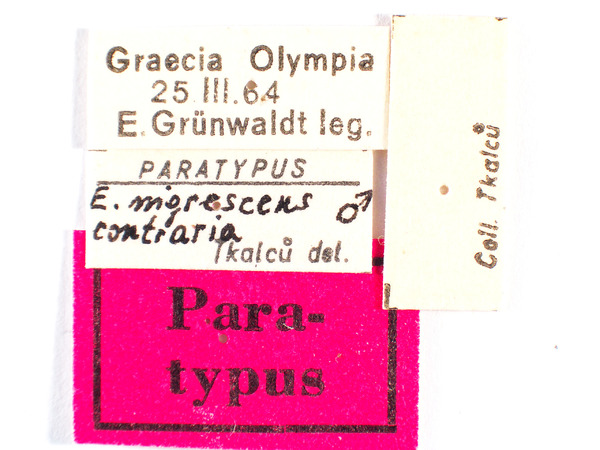 Graecia Olympia
25 III.64
E. Grünwaldt leg.
PARATYPUS
E. nigrescens ♂
contraria
Tkalců det.
Para-
typus
Coll. Tkalců